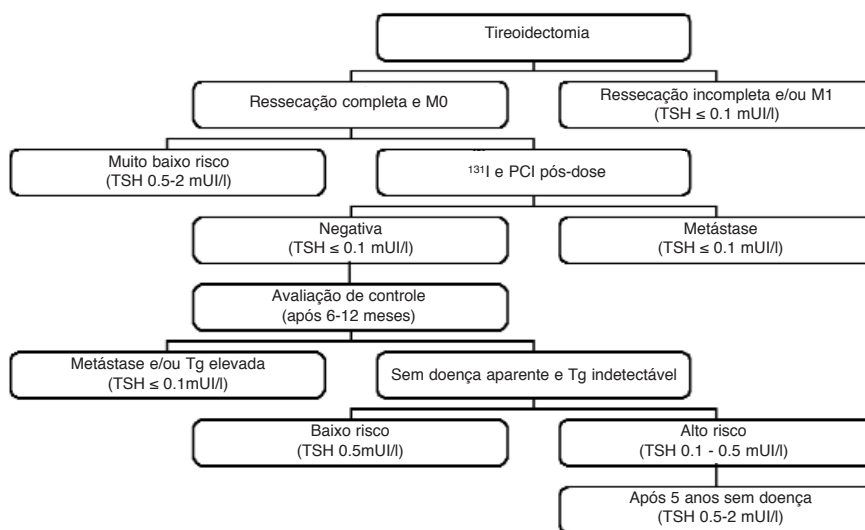 Tireoidectomia
Ressecação completa e M0
Ressecação incompleta e/ou M1
(TSH ≤ 0.1 mUI/l)
Muito baixo risco
(TSH 0.5-2 mUI/l)
¹³¹I e PCI pós-dose
Negativa
(TSH ≤ 0.1 mUI/l)
Metástase
(TSH ≤ 0.1 mUI/l)
Avaliação de controle
(após 6-12 meses)
Metástase e/ou Tg elevada
(TSH ≤ 0.1mUI/l)
Sem doença aparente e Tg indetectável
Baixo risco
(TSH 0.5mUI/l)
Alto risco
(TSH 0.1 - 0.5 mUI/l)
Após 5 anos sem doença
(TSH 0.5-2 mUI/l)